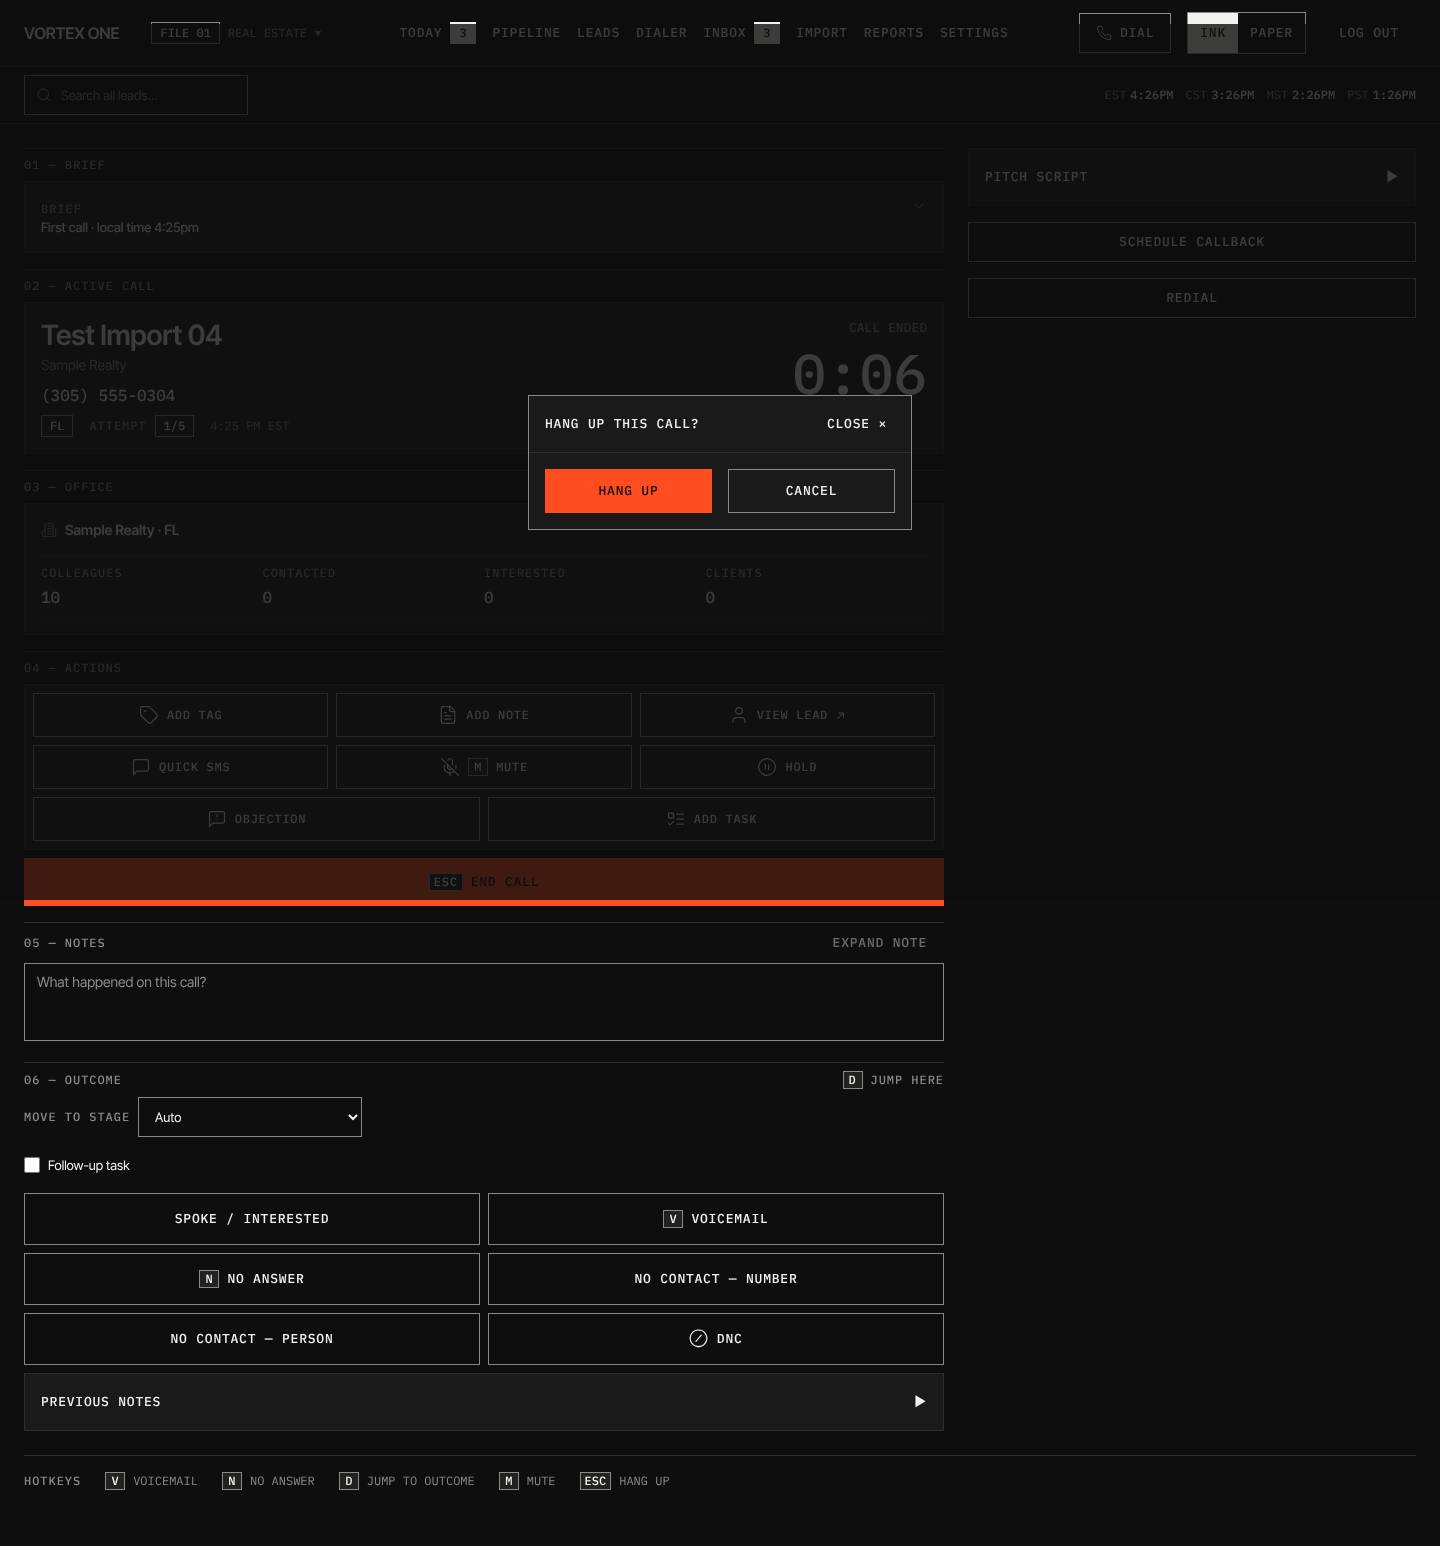 VORTEX ONE
FILE 01 REAL ESTATE ▾
TODAY 3 PIPELINE LEADS DIALER INBOX 3 IMPORT REPORTS SETTINGS
DIAL
INK PAPER
LOG OUT
Search all leads...
EST 4:26PM CST 3:26PM MST 2:26PM PST 1:26PM
01 — BRIEF
BRIEF
First call · local time 4:25pm
PITCH SCRIPT ▶
SCHEDULE CALLBACK
REDIAL
02 — ACTIVE CALL
Test Import 04
Sample Realty
(305) 555-0304
FL ATTEMPT 1/5 4:25 PM EST
CALL ENDED
0:06
HANG UP THIS CALL? CLOSE ×
HANG UP CANCEL
03 — OFFICE
Sample Realty · FL
COLLEAGUES CONTACTED INTERESTED CLIENTS
10 0 0 0
04 — ACTIONS
ADD TAG ADD NOTE VIEW LEAD ↗
QUICK SMS M MUTE HOLD
OBJECTION ADD TASK
ESC END CALL
05 — NOTES EXPAND NOTE
What happened on this call?
06 — OUTCOME D JUMP HERE
MOVE TO STAGE Auto
Follow-up task
SPOKE / INTERESTED V VOICEMAIL
N NO ANSWER NO CONTACT — NUMBER
NO CONTACT — PERSON DNC
PREVIOUS NOTES ▶
HOTKEYS V VOICEMAIL N NO ANSWER D JUMP TO OUTCOME M MUTE ESC HANG UP